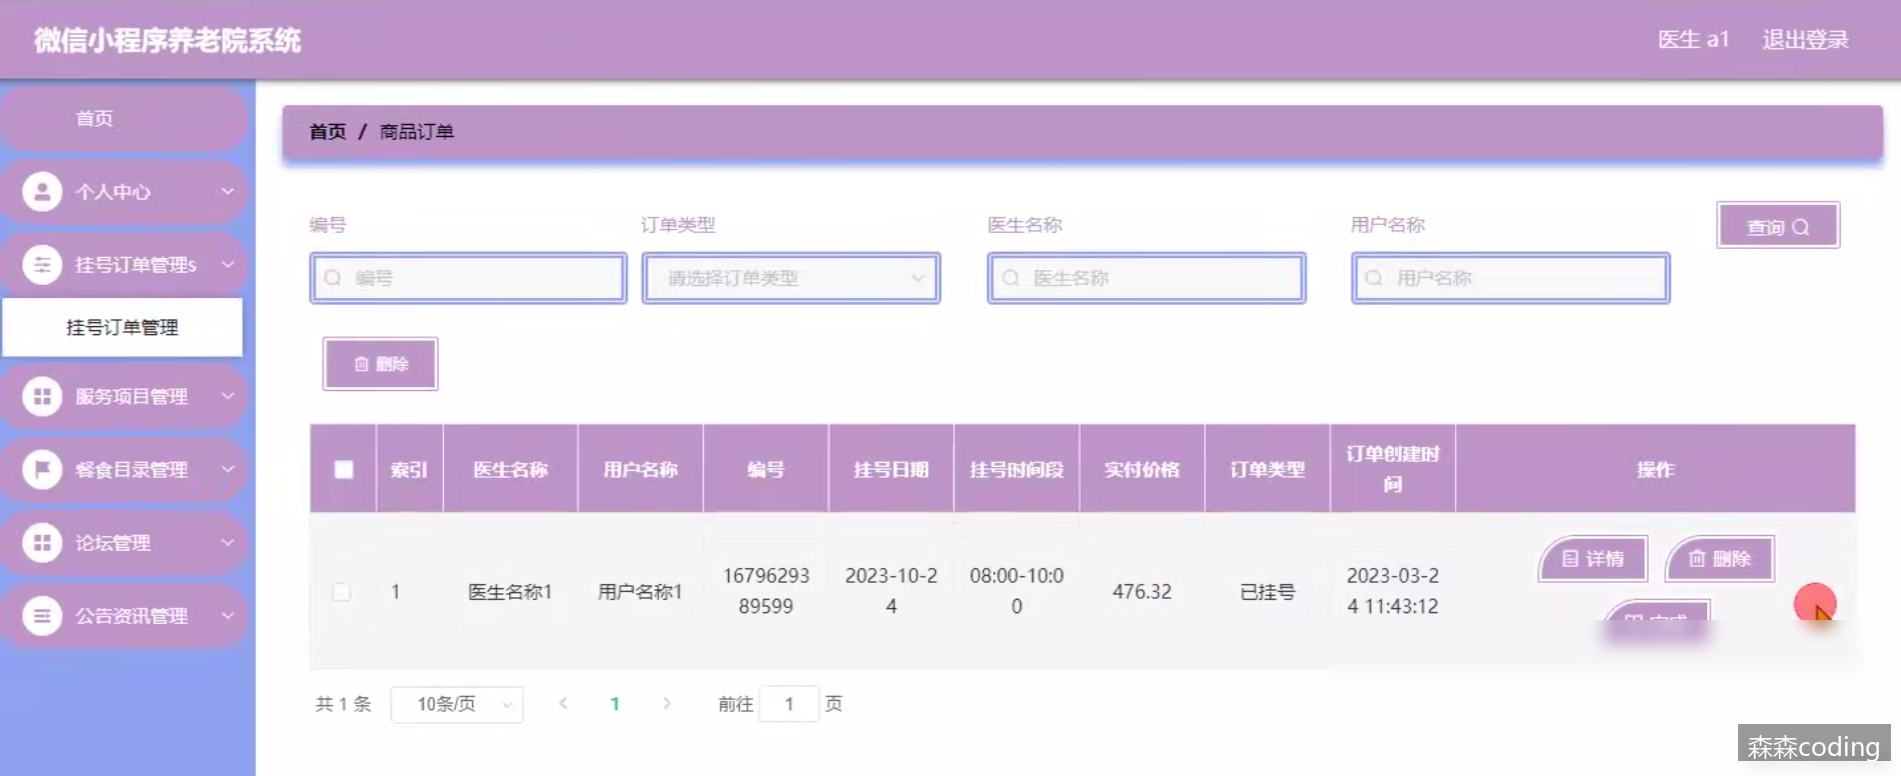 微信小程序养老院系统
医生 a1
退出登录
首页
个人中心
挂号订单管理s
挂号订单管理
服务项目管理
餐食目录管理
论坛管理
公告资讯管理
首页 / 商品订单
编号
订单类型
医生名称
用户名称
查询
编号
请选择订单类型
医生名称
用户名称
删除
索引
医生名称
用户名称
编号
挂号日期
挂号时间段
实付价格
订单类型
订单创建时
间
操作
1
医生名称1
用户名称1
16796293
89599
2023-10-2
4
08:00-10:0
0
476.32
已挂号
2023-03-2
4 11:43:12
详情
删除
共 1 条
10条/页
1
前往
1
页
森森coding